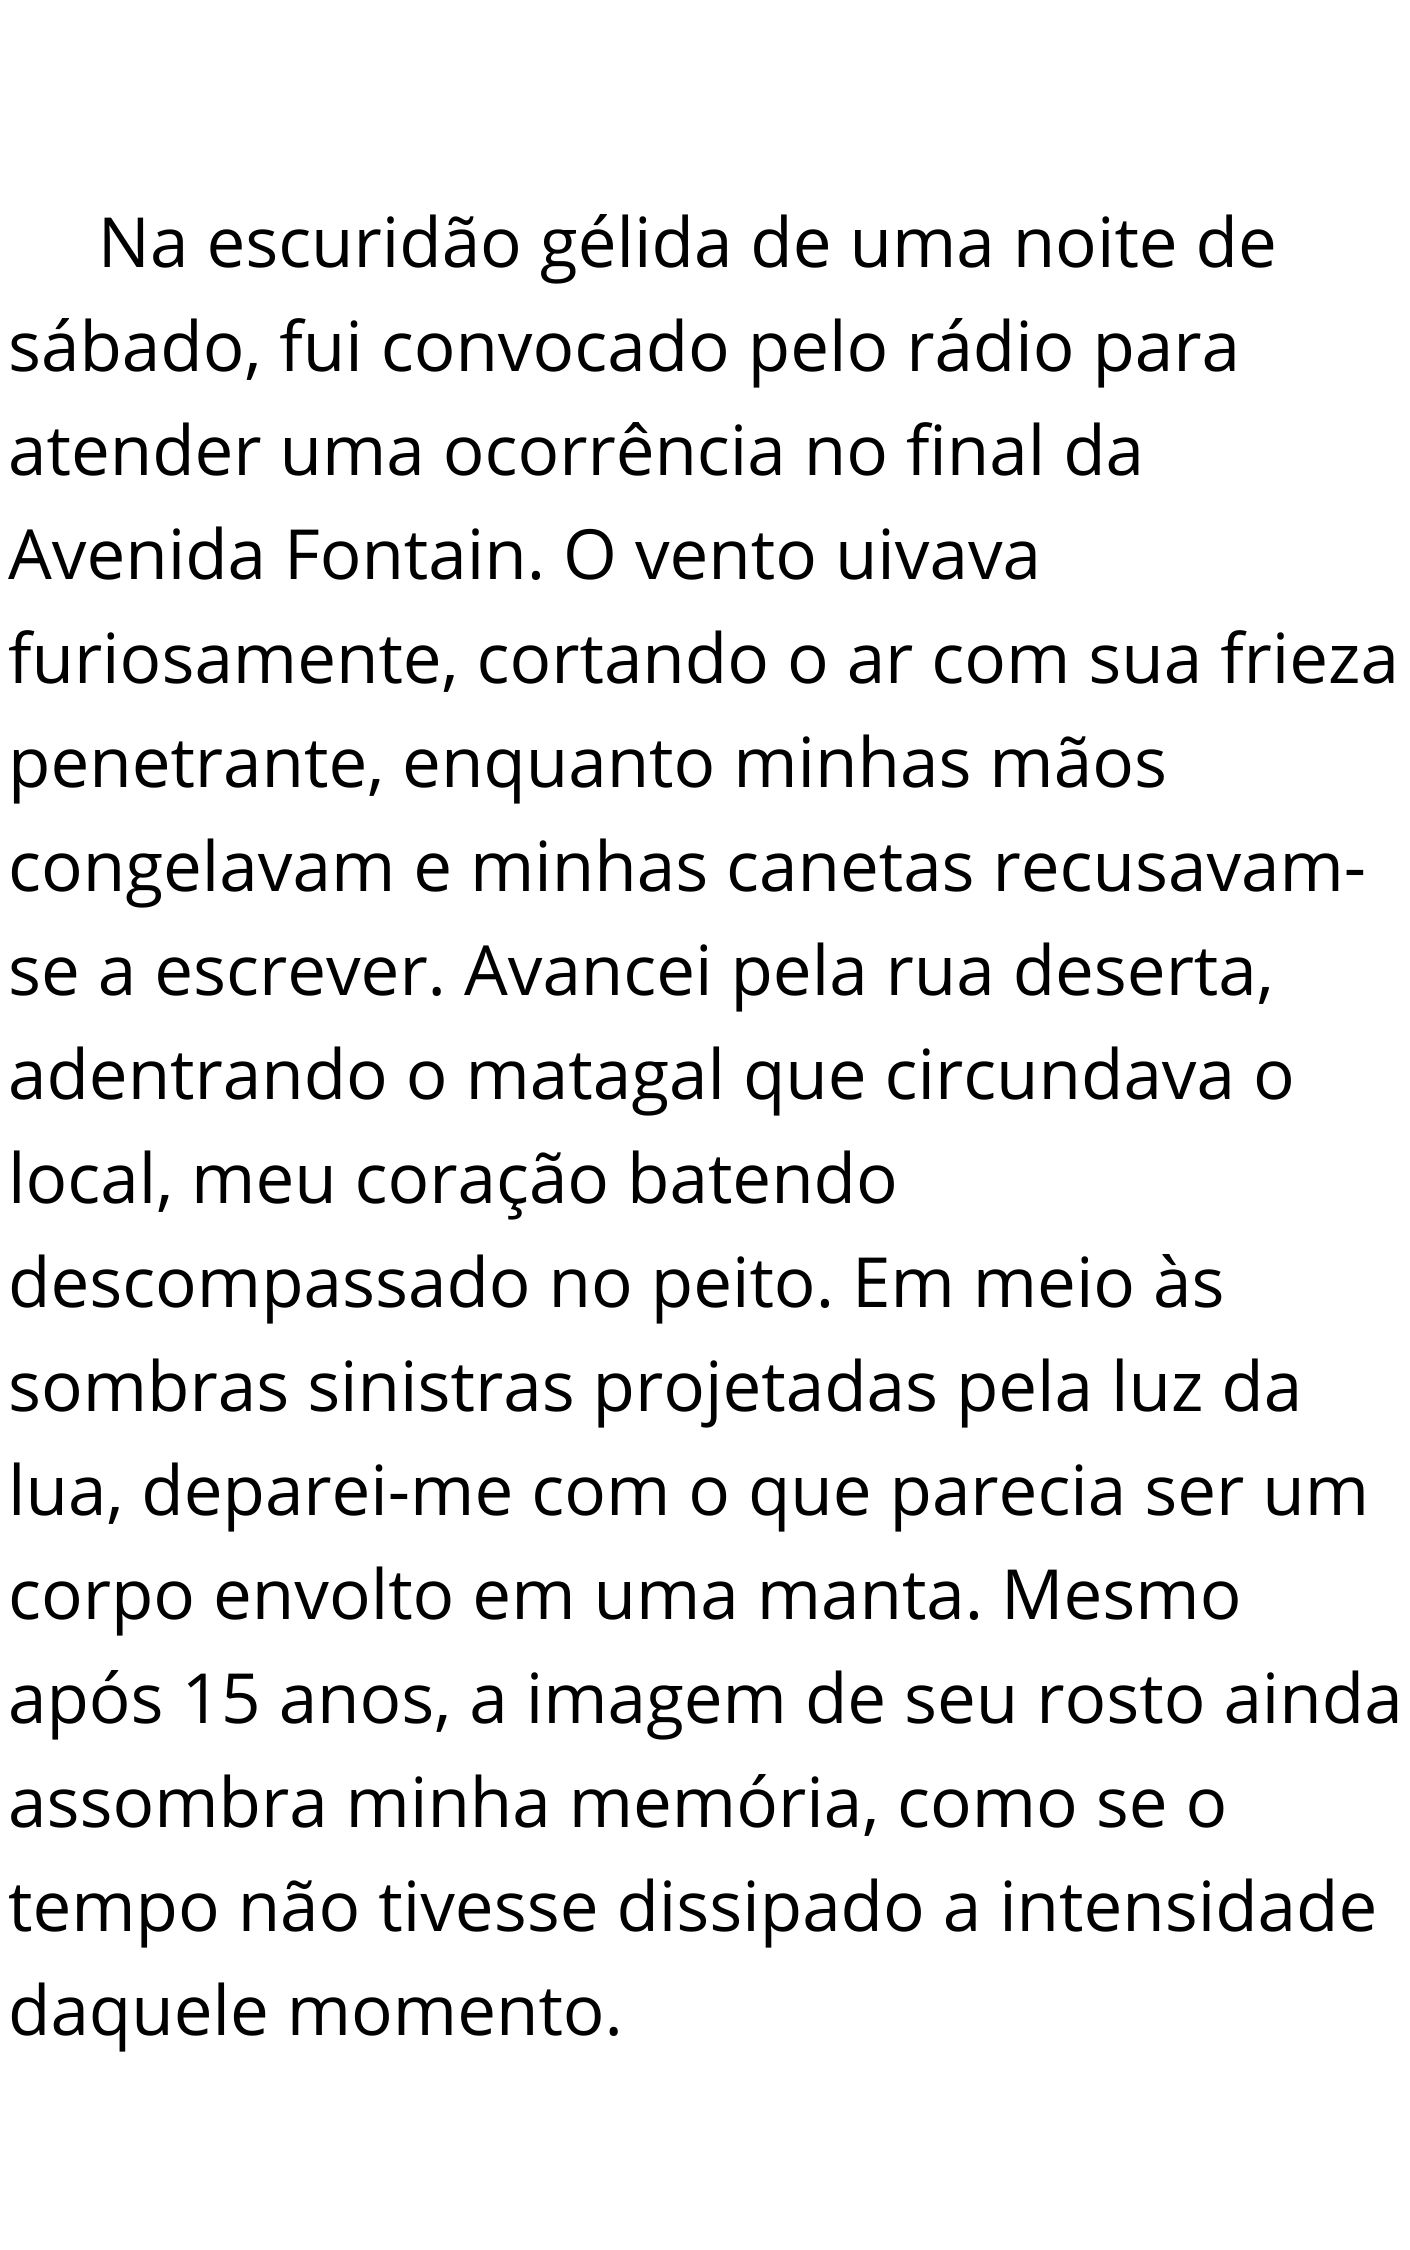 Na escuridão gélida de uma noite de
sábado, fui convocado pelo rádio para
atender uma ocorrência no final da
Avenida Fontain. O vento uivava
furiosamente, cortando o ar com sua frieza
penetrante, enquanto minhas mãos
congelavam e minhas canetas recusavam-
se a escrever. Avancei pela rua deserta,
adentrando o matagal que circundava o
local, meu coração batendo
descompassado no peito. Em meio às
sombras sinistras projetadas pela luz da
lua, deparei-me com o que parecia ser um
corpo envolto em uma manta. Mesmo
após 15 anos, a imagem de seu rosto ainda
assombra minha memória, como se o
tempo não tivesse dissipado a intensidade
daquele momento.